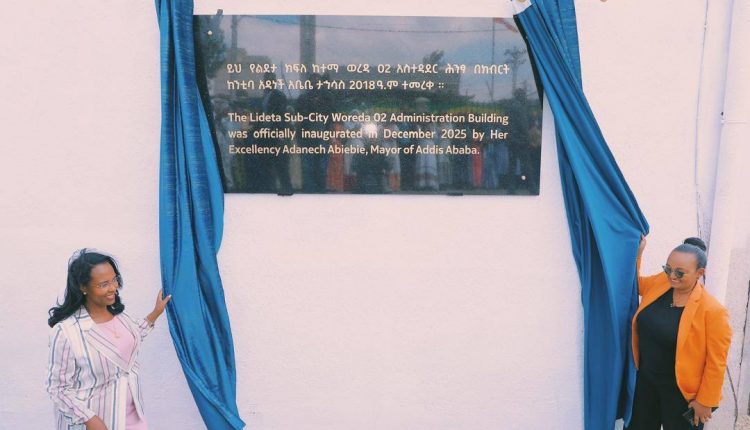 ይህ የልደታ ክፍለ ከተማ ወረዳ 02 አስተዳደር ሕንፃ በክብርት
ከንቲባ አዳነች አቤቤ ታኅሳስ 2018 ዓ.ም ተመረቀ ።
The Lideta Sub-City Woreda 02 Administration Building
was officially inaugurated in December 2025 by Her
Excellency Adanech Abiebie, Mayor of Addis Ababa.